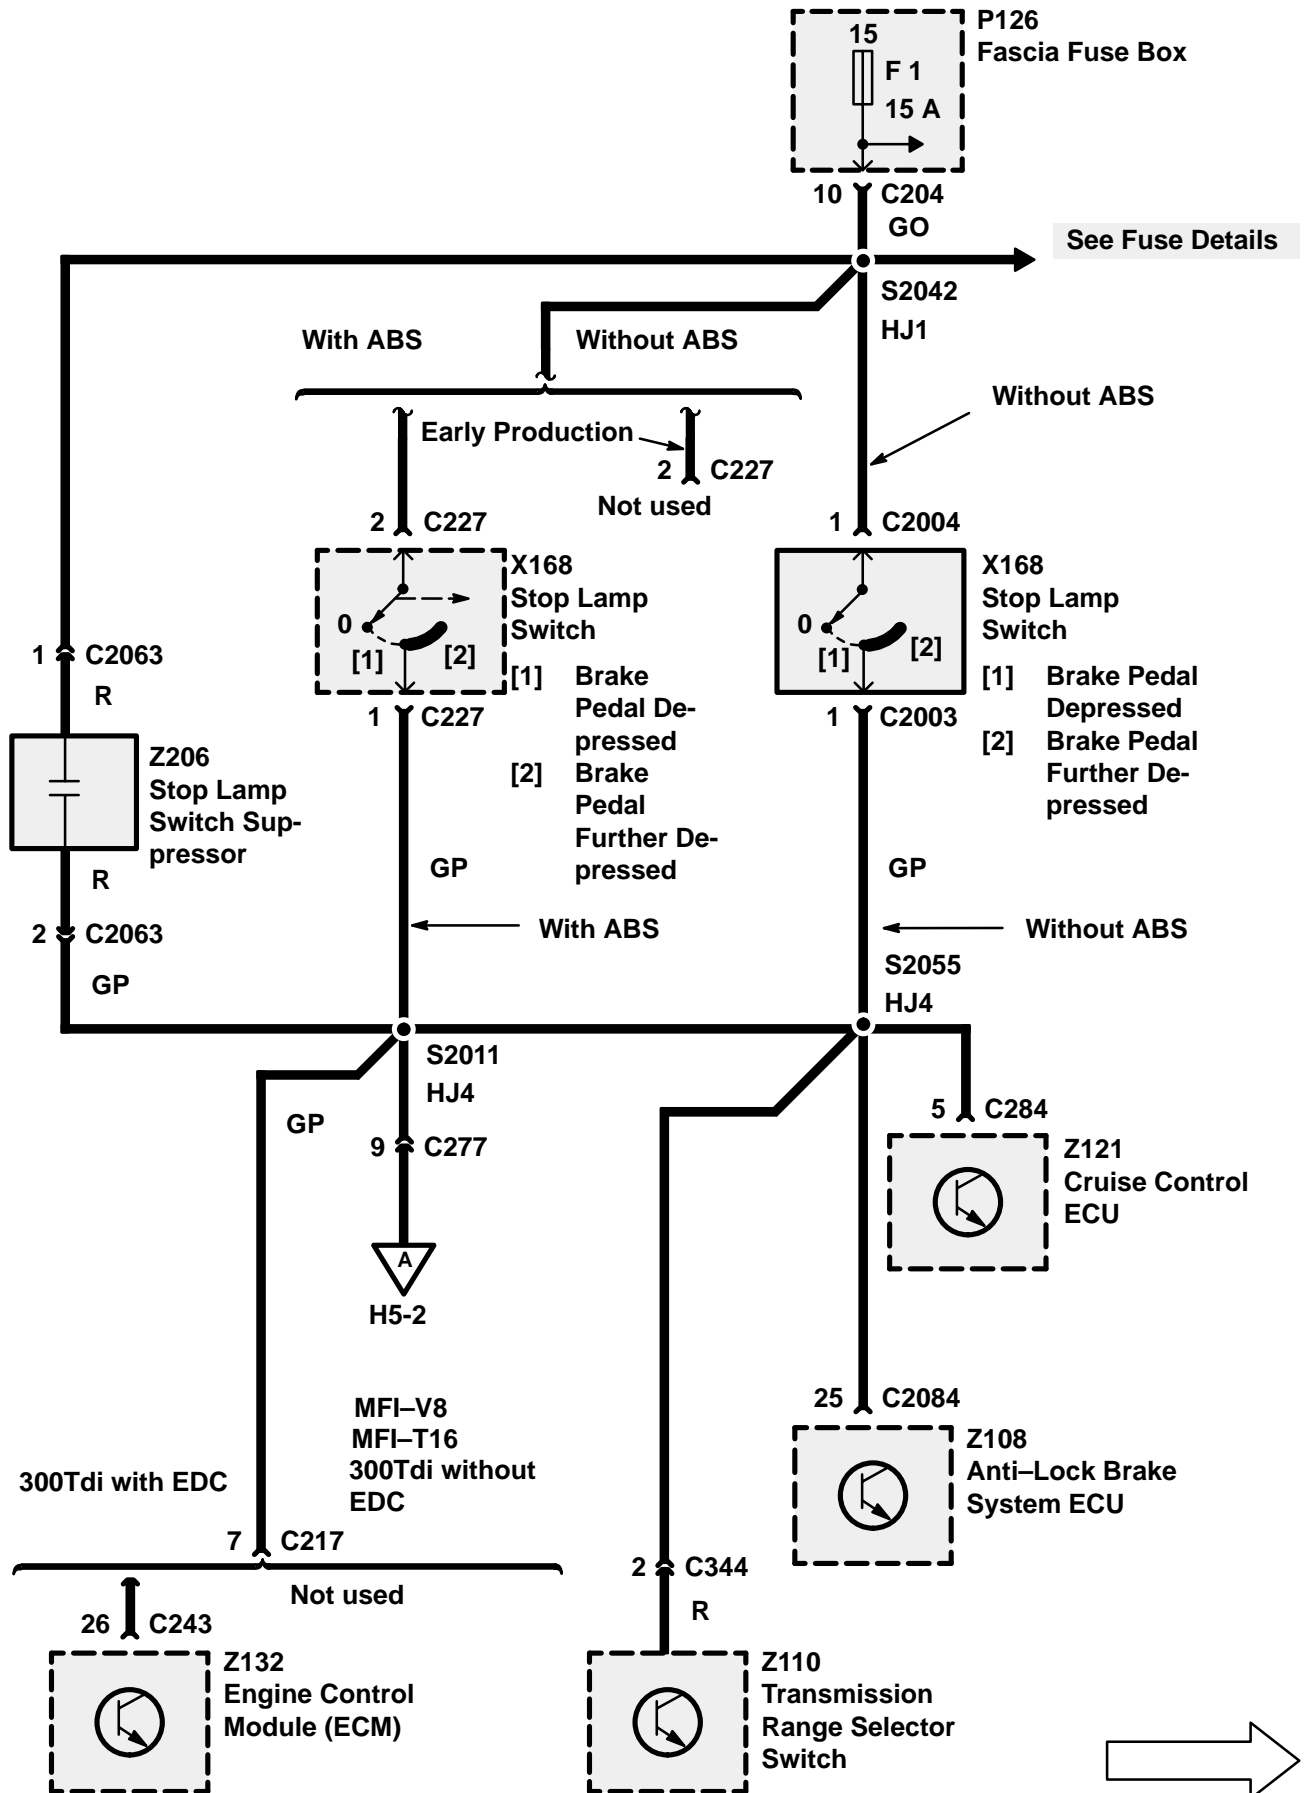 P126
Fascia Fuse Box
15
F 1
15 A
10 C204
GO
See Fuse Details
S2042
HJ1
With ABS
Without ABS
Without ABS
Early Production
2 C227
Not used
2 C227
1 C2004
X168
Stop Lamp
Switch
0
[1]
[2]
[1] Brake
Pedal De-
pressed
[2] Brake
Pedal
Further De-
pressed
X168
Stop Lamp
Switch
0
[1]
[2]
[1] Brake Pedal
Depressed
[2] Brake Pedal
Further De-
pressed
1 C2063
R
Z206
Stop Lamp
Switch Sup-
pressor
R
2 C2063
GP
1 C227
GP
With ABS
1 C2003
GP
Without ABS
S2055
HJ4
S2011
HJ4
GP
9 C277
A
H5-2
5 C284
Z121
Cruise Control
ECU
25 C2084
Z108
Anti–Lock Brake
System ECU
MFI–V8
MFI–T16
300Tdi without
EDC
300Tdi with EDC
7 C217
Not used
26 C243
Z132
Engine Control
Module (ECM)
2 C344
R
Z110
Transmission
Range Selector
Switch